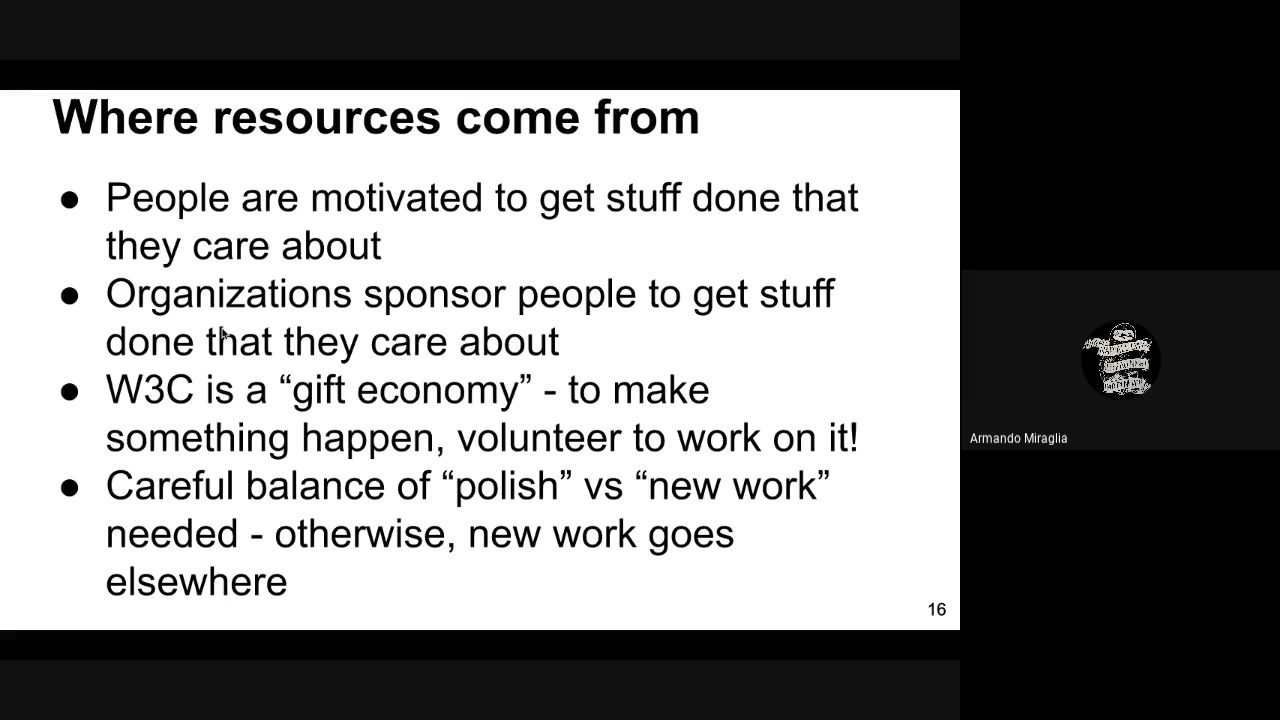 Where resources come from
● People are motivated to get stuff done that
they care about
● Organizations sponsor people to get stuff
done that they care about
● W3C is a “gift economy” - to make
something happen, volunteer to work on it!
● Careful balance of “polish” vs “new work”
needed - otherwise, new work goes
elsewhere
16
Armando Miraglia